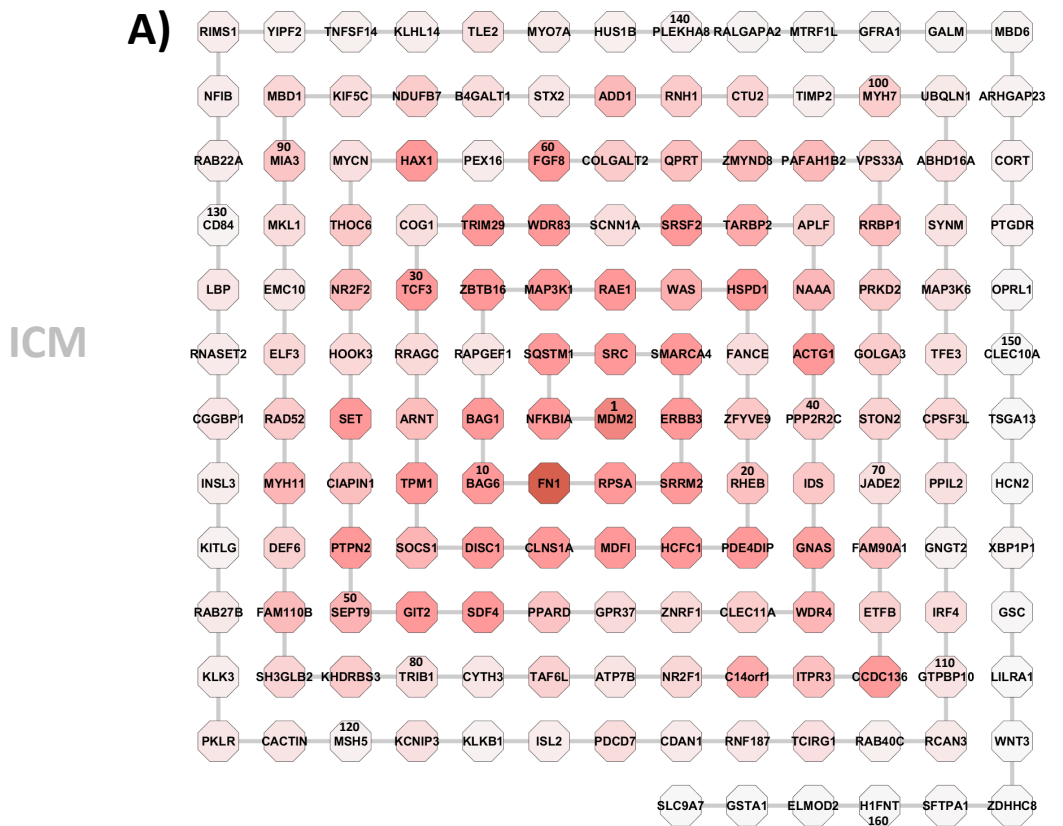 A)
RIMS1 YIPF2 TNFSF14 KLHL14 TLE2 MYO7A HUS1B 140 PLEKHA8 RALGAPA2 MTRF1L GFRA1 GALM MBD6
NFIB MBD1 KIF5C NDUFB7 B4GALT1 STX2 ADD1 RNH1 CTU2 TIMP2 100 MYH7 UBQLN1 ARHGAP23
RAB22A 90 MIA3 MYCN HAX1 PEX16 60 FGF8 COLGALT2 QPRT ZMYND8 PAFAH1B2 VPS33A ABHD16A CORT
130 CD84 MKL1 THOC6 COG1 TRIM29 WDR83 SCNN1A SRSF2 TARBP2 APLF RRBP1 SYNM PTGDR
LBP EMC10 NR2F2 30 TCF3 ZBTB16 MAP3K1 RAE1 WAS HSPD1 NAAA PRKD2 MAP3K6 OPRL1
ICM
RNASET2 ELF3 HOOK3 RRAGC RAPGEF1 SQSTM1 SRC SMARCA4 FANCE ACTG1 GOLGA3 TFE3 150 CLEC10A
CGGBP1 RAD52 SET ARNT BAG1 NFKBIA 1 MDM2 ERBB3 ZFYVE9 40 PPP2R2C STON2 CPSF3L TSGA13
INSL3 MYH11 CIAPIN1 TPM1 10 BAG6 FN1 RPSA SRRM2 20 RHEB IDS 70 JADE2 PPIL2 HCN2
KITLG DEF6 PTPN2 SOCS1 DISC1 CLNS1A MDFI HCFC1 PDE4DIP GNAS FAM90A1 GNGT2 XBP1P1
RAB27B FAM110B 50 SEPT9 GIT2 SDF4 PPARD GPR37 ZNRF1 CLEC11A WDR4 ETFB IRF4 GSC
KLK3 SH3GLB2 KHDRBS3 80 TRIB1 CYTH3 TAF6L ATP7B NR2F1 C14orf1 ITPR3 CCDC136 110 GTPBP10 LILRA1
PKLR CACTIN 120 MSH5 KCNIP3 KLKB1 ISL2 PDCD7 CDAN1 RNF187 TCIRG1 RAB40C RCAN3 WNT3
SLC9A7 GSTA1 ELMOD2 H1FNT 160 SFTPA1 ZDHHC8